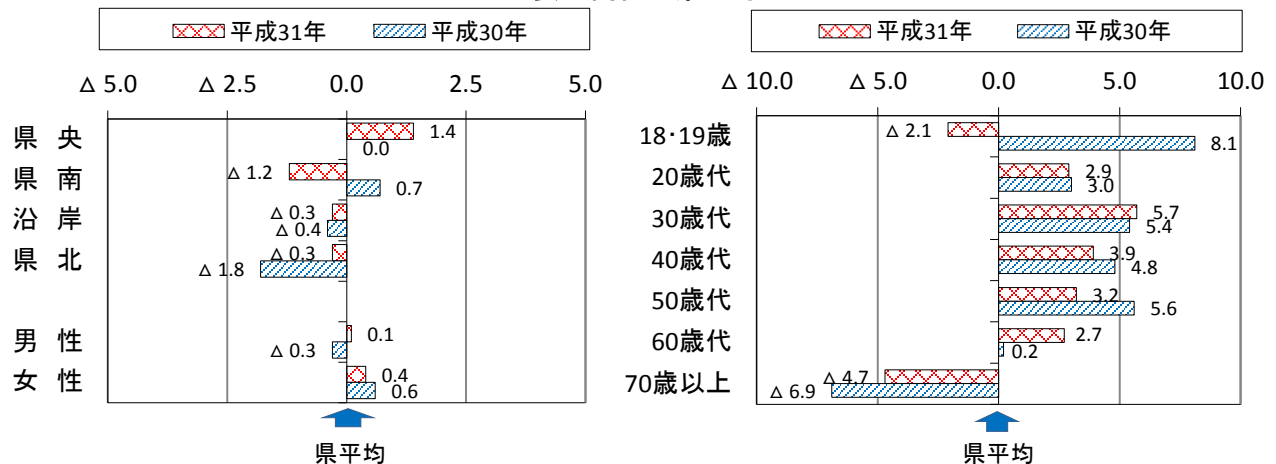 平成31年 平成30年
Δ 5.0 Δ 2.5 0.0 2.5 5.0
県 央 1.4
0.0
県 南 Δ 1.2
0.7
沿 岸 Δ 0.3
Δ 0.4
県 北 Δ 0.3
Δ 1.8
男 性 0.1
Δ 0.3
女 性 0.4
0.6
県平均
平成31年 平成30年
Δ 10.0 Δ 5.0 0.0 5.0 10.0
18・19歳 Δ 2.1
8.1
20歳代 2.9
3.0
30歳代 5.7
5.4
40歳代 3.9
4.8
50歳代 3.2
5.6
60歳代 2.7
0.2
70歳以上 Δ 4.7
Δ 6.9
県平均